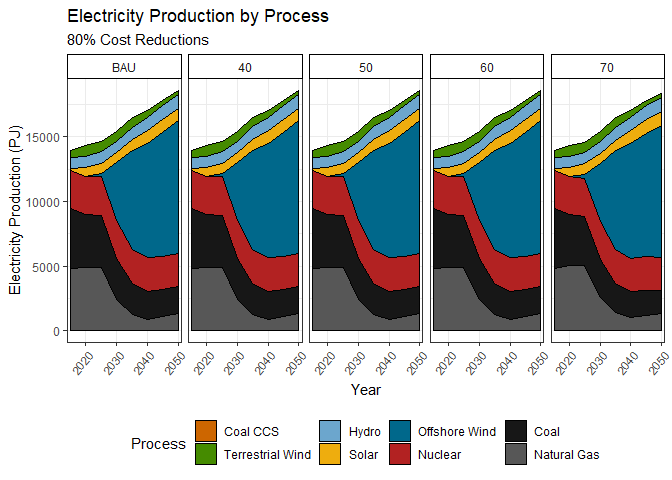 Electricity Production by Process
80% Cost Reductions
BAU 40 50 60 70
Electricity Production (PJ)
15000
10000
5000
0
2020 2030 2040 2050 2020 2030 2040 2050 2020 2030 2040 2050 2020 2030 2040 2050 2020 2030 2040 2050
Year
Process
Coal CCS Hydro Offshore Wind Coal
Terrestrial Wind Solar Nuclear Natural Gas